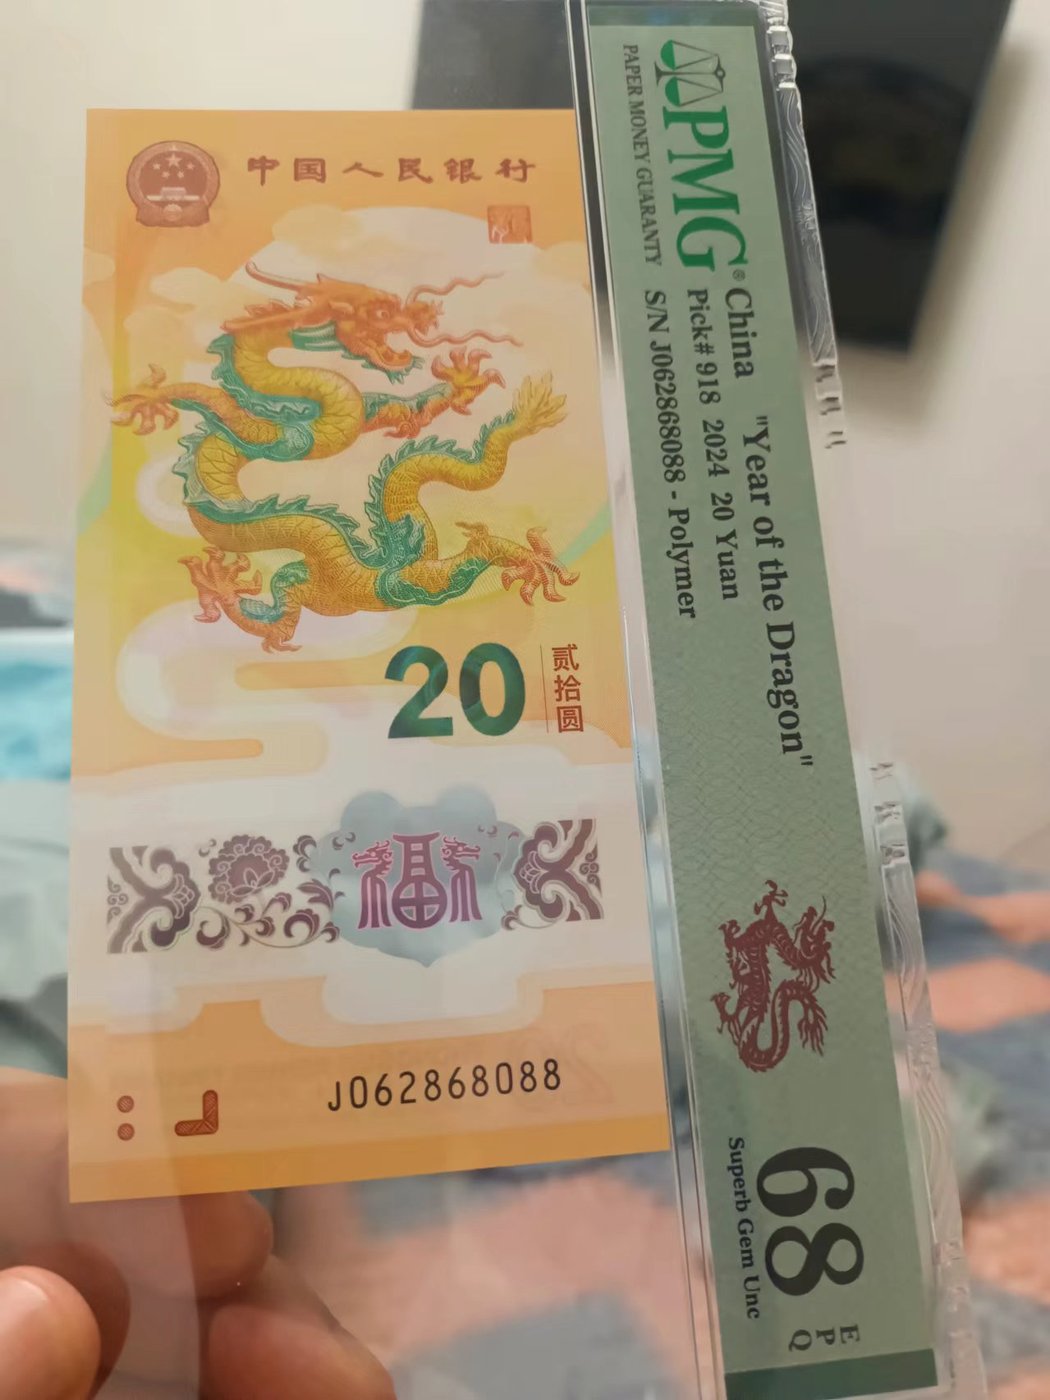 中国人民银行
20
贰拾圆
福
J062868088
PMG®
PAPER MONEY GUARANTY
China "Year of the Dragon"
Pick# 918 2024 20 Yuan
S/N J062868088 - Polymer
68 EPQ
Superb Gem Unc